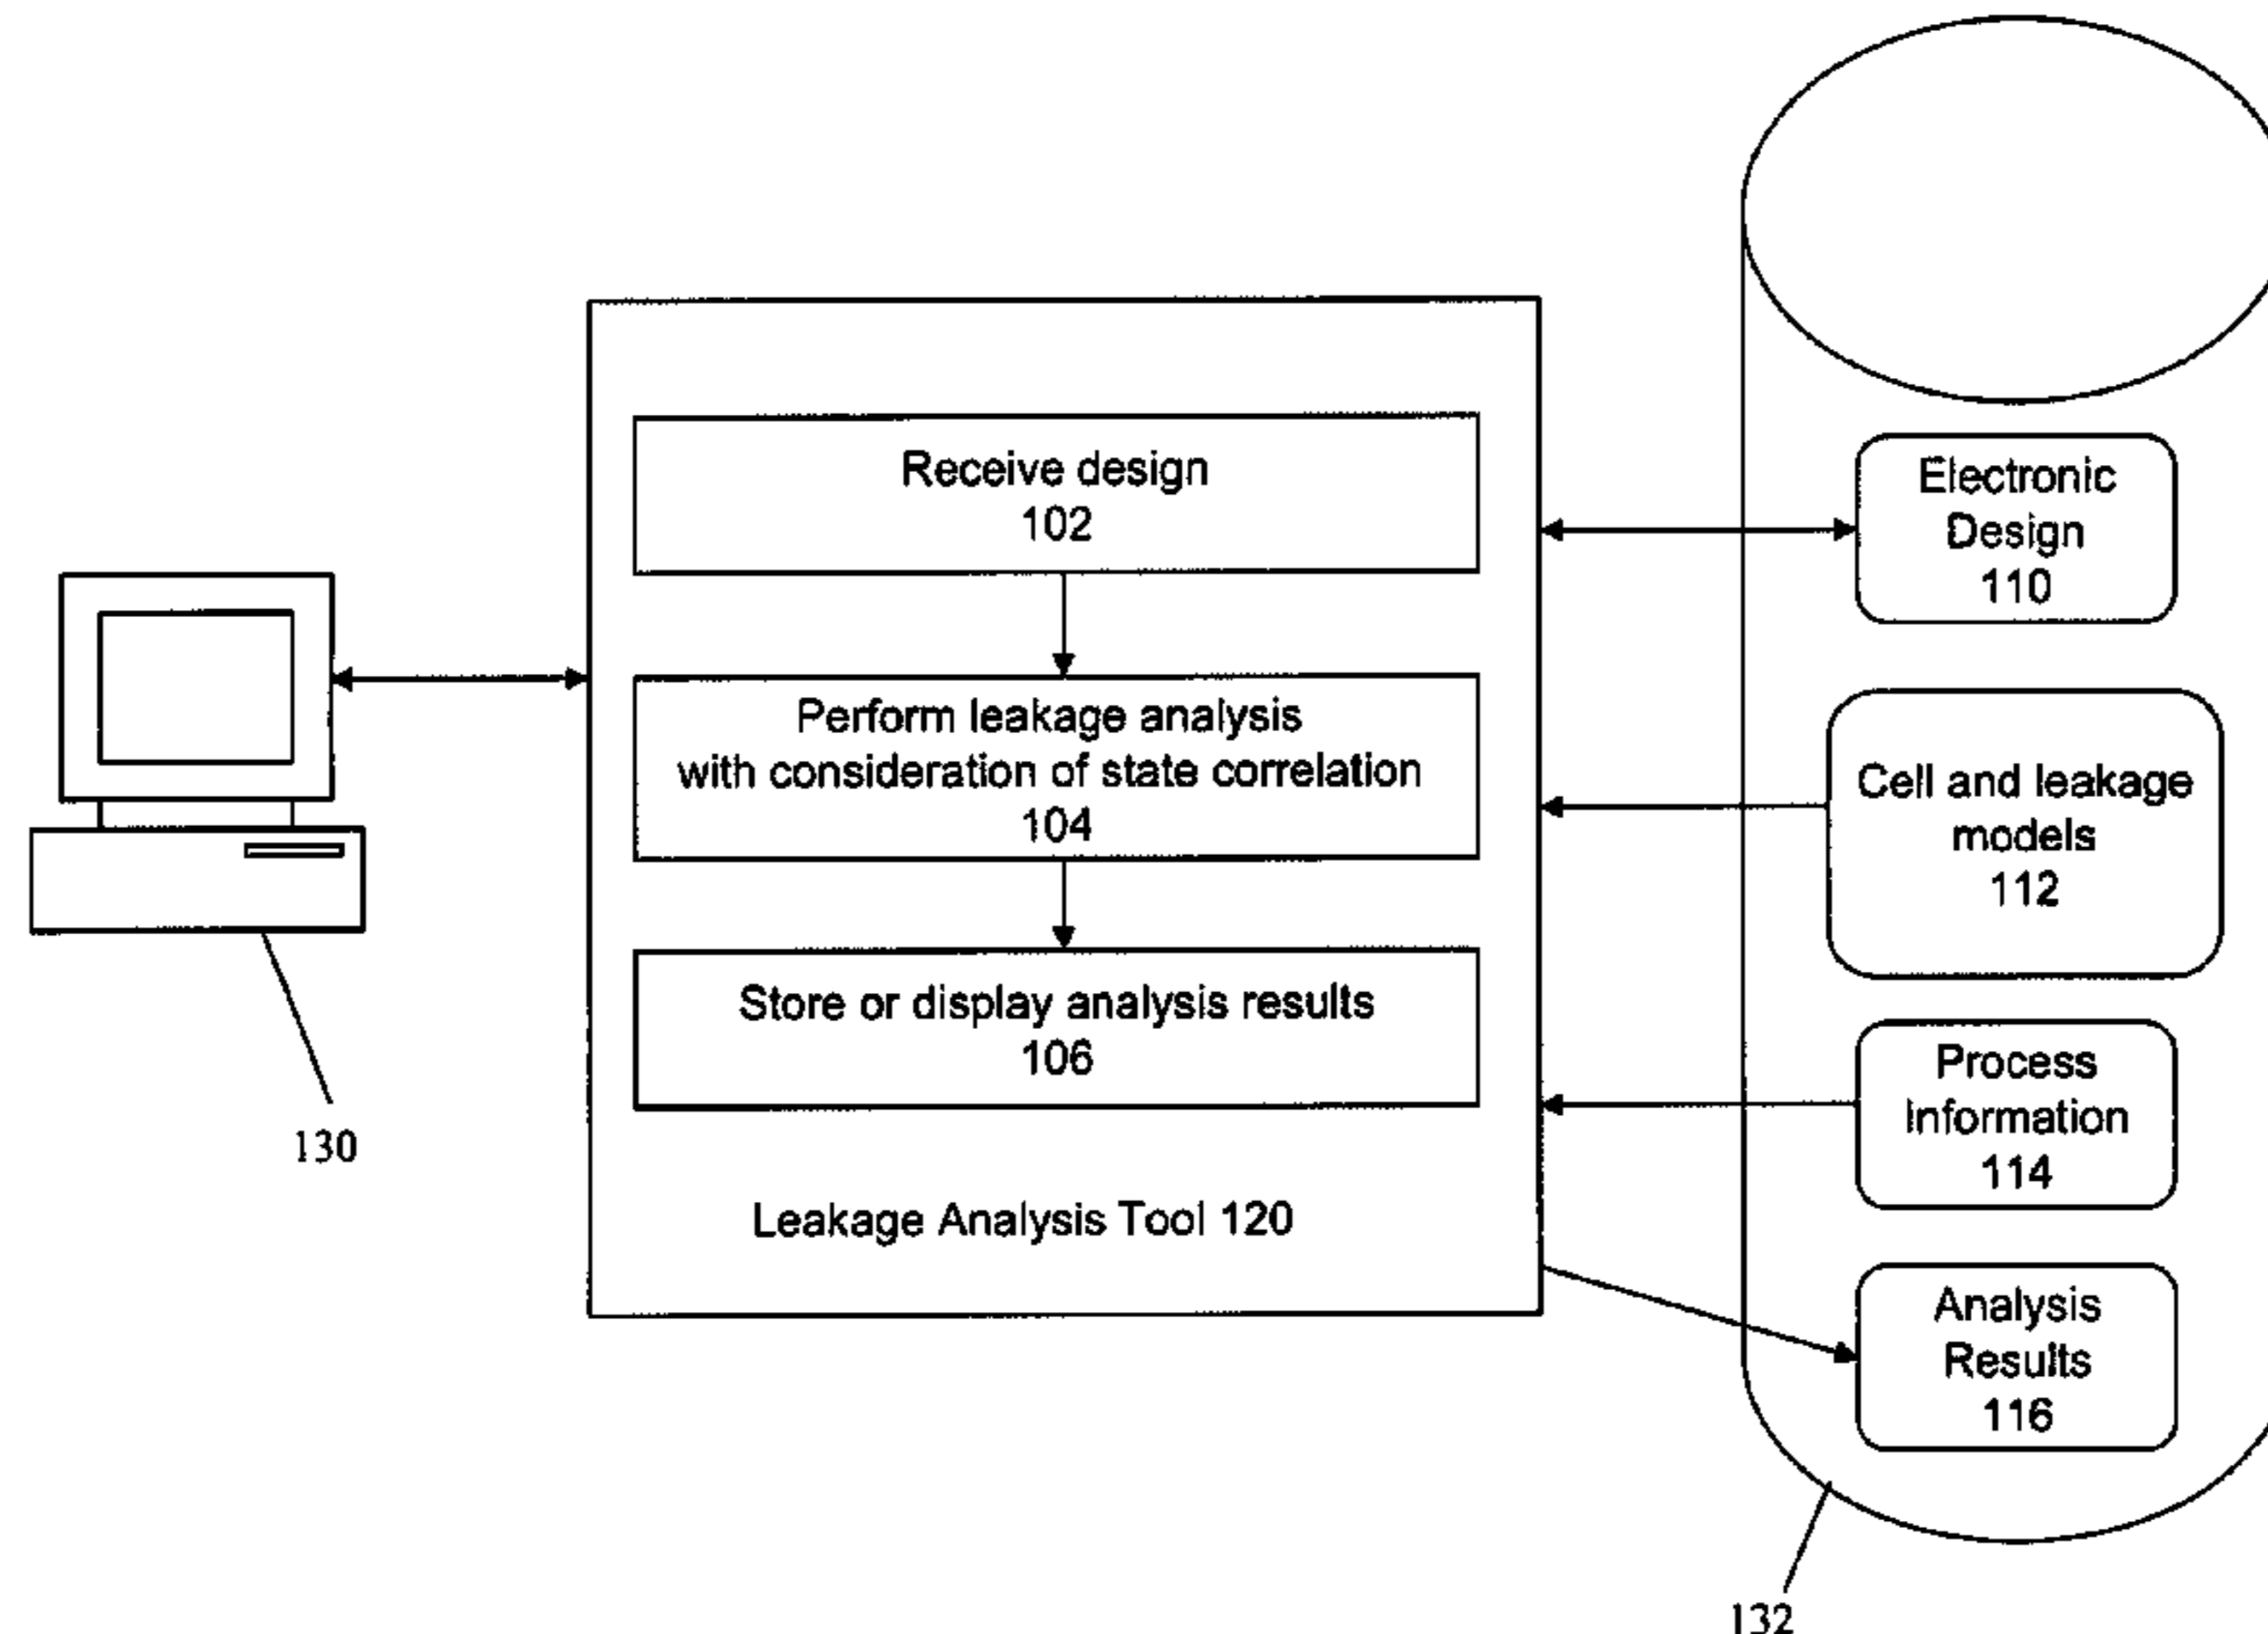 Receive design
102
Perform leakage analysis
with consideration of state correlation
104
Store or display analysis results
106
Leakage Analysis Tool 120
130
Electronic
Design
110
Cell and leakage
models
112
Process
Information
114
Analysis
Results
116
132